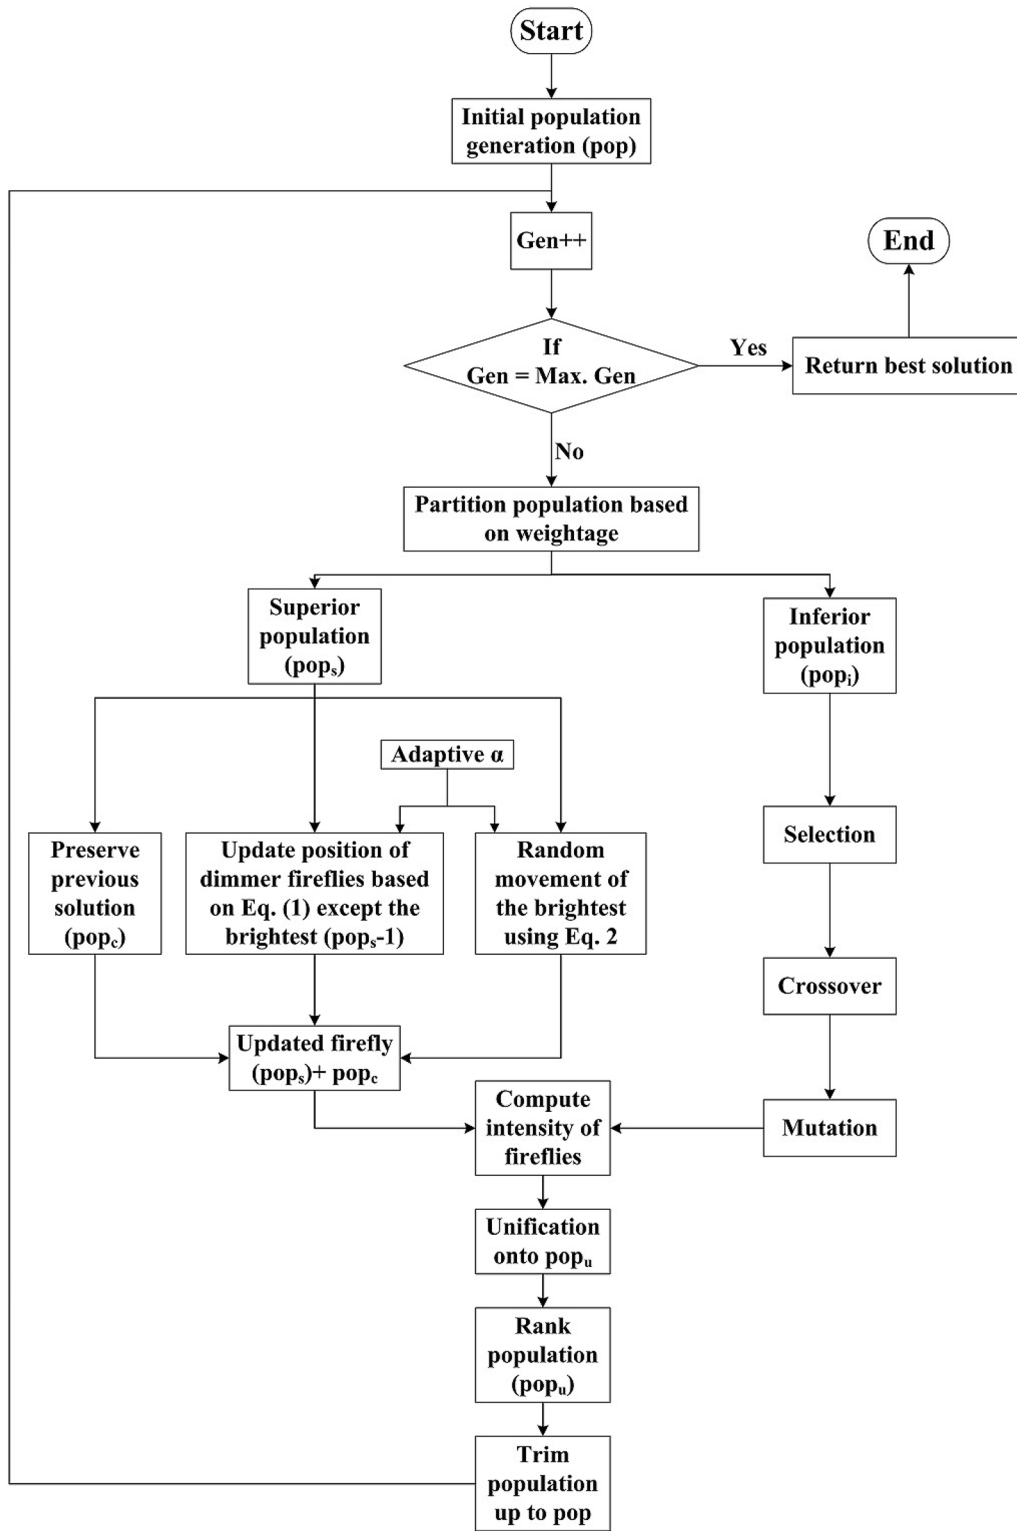 Start
Initial population
generation (pop)
Gen++
End
If
Gen = Max. Gen
Yes
Return best solution
No
Partition population based
on weightage
Superior
population
(popₛ)
Inferior
population
(popᵢ)
Adaptive α
Preserve
previous
solution
(pop꜀)
Update position of
dimmer fireflies based
on Eq. (1) except the
brightest (popₛ-1)
Random
movement of
the brightest
using Eq. 2
Selection
Crossover
Updated firefly
(popₛ)+ pop꜀
Compute
intensity of
fireflies
Mutation
Unification
onto popᵤ
Rank
population
(popᵤ)
Trim
population
up to pop